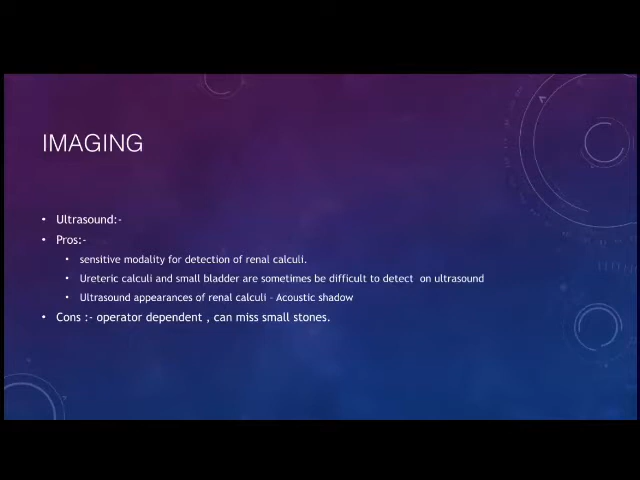 IMAGING
• Ultrasound:-
• Pros:-
• sensitive modality for detection of renal calculi.
• Ureteric calculi and small bladder are sometimes be difficult to detect on ultrasound
• Ultrasound appearances of renal calculi - Acoustic shadow
• Cons :- operator dependent , can miss small stones.